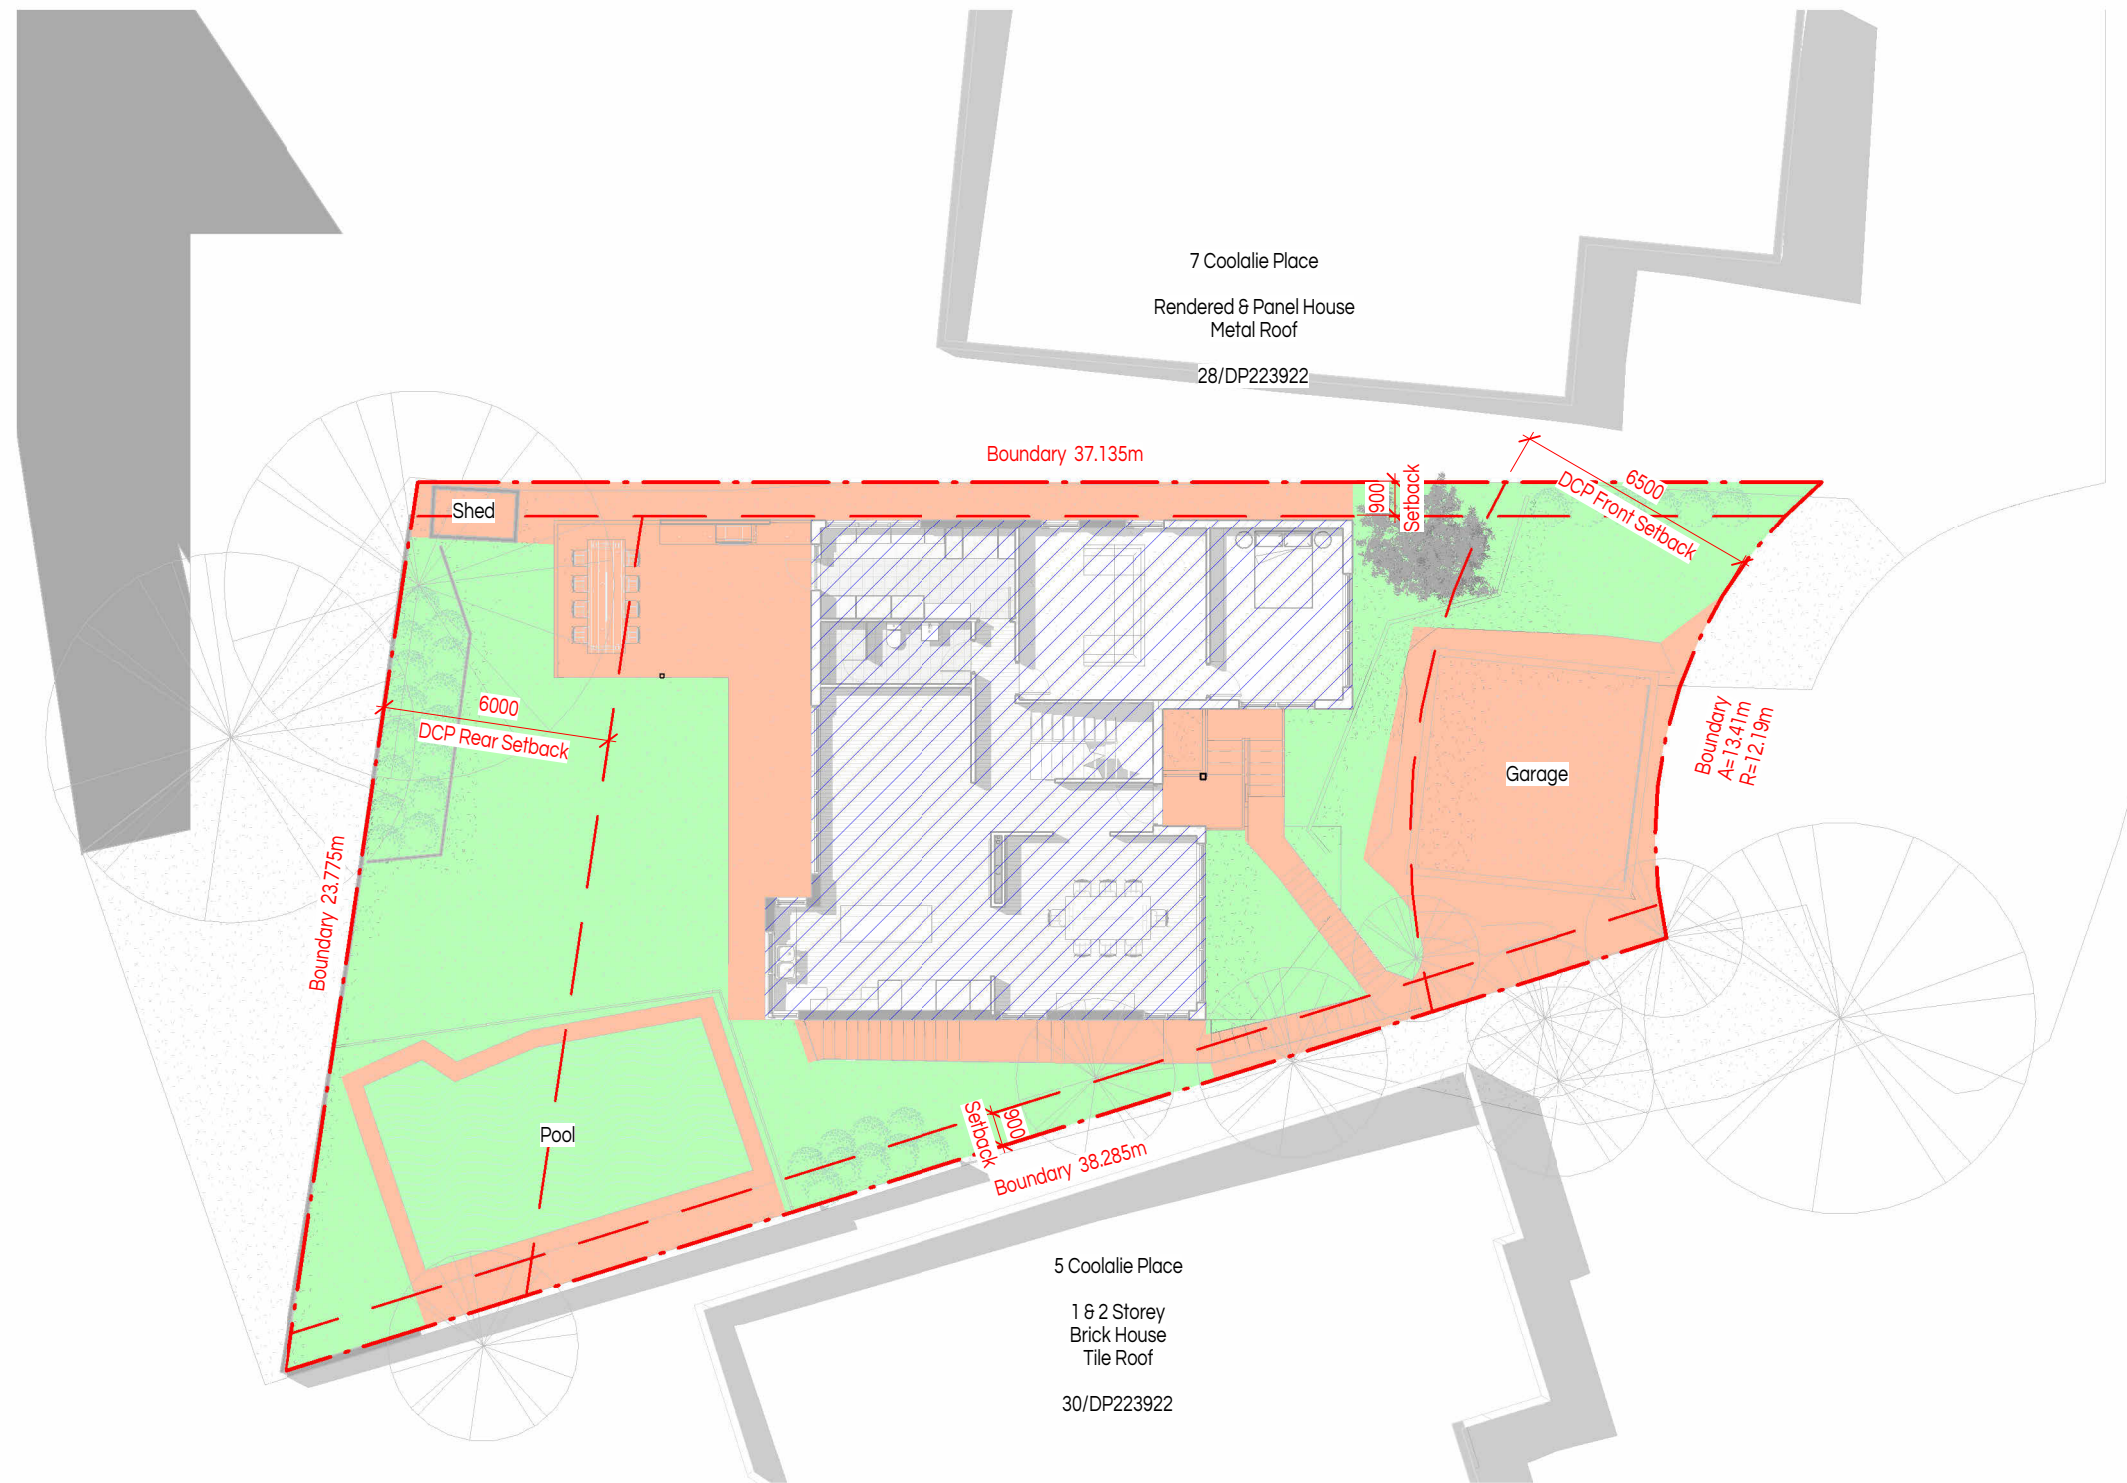 7 Coolalie Place
Rendered & Panel House
Metal Roof
28/DP223922
Boundary 37.135m
Shed
900
Setback
6500
DCP Front Setback
6000
DCP Rear Setback
Boundary
A=13.41m
R=12.19m
Garage
Boundary 23.775m
Pool
900
Setback
Boundary 38.285m
5 Coolalie Place
1 & 2 Storey
Brick House
Tile Roof
30/DP223922